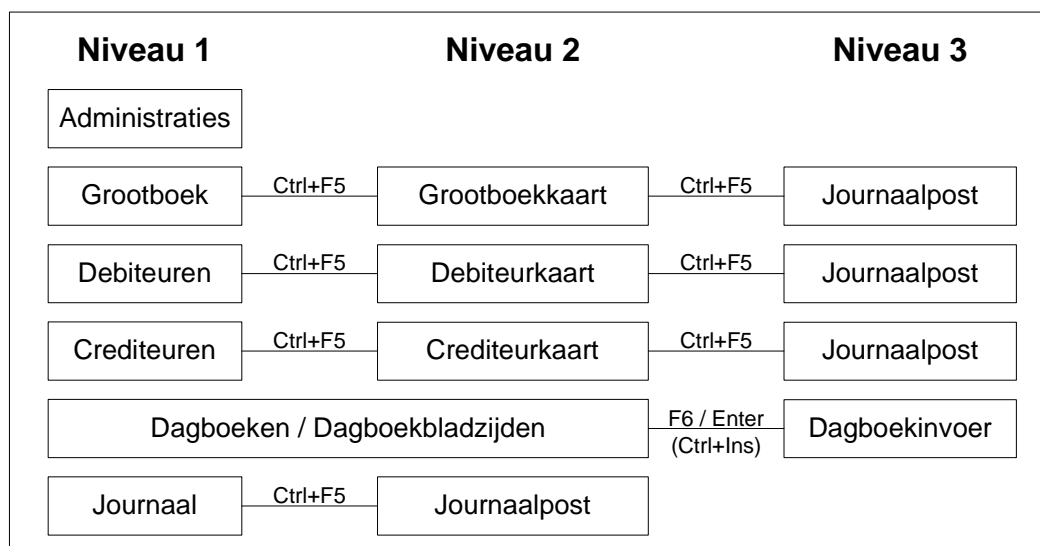 Niveau 1 Niveau 2 Niveau 3
Administraties
Grootboek Ctrl+F5 Grootboekkaart Ctrl+F5 Journaalpost
Debiteuren Ctrl+F5 Debiteurkaart Ctrl+F5 Journaalpost
Crediteuren Ctrl+F5 Crediteurkaart Ctrl+F5 Journaalpost
Dagboeken / Dagboekbladzijden F6 / Enter (Ctrl+Ins) Dagboekinvoer
Journaal Ctrl+F5 Journaalpost